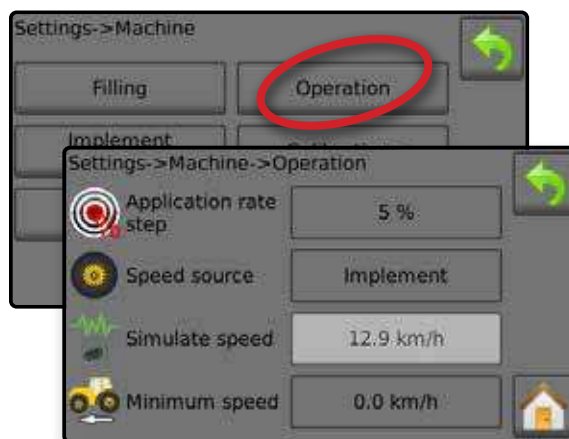 Settings->Machine
Filling
Operation
Implement
Settings->Machine->Operation
Application rate
step
5 %
Speed source
Implement
Simulate speed
12.9 km/h
Minimum speed
0.0 km/h